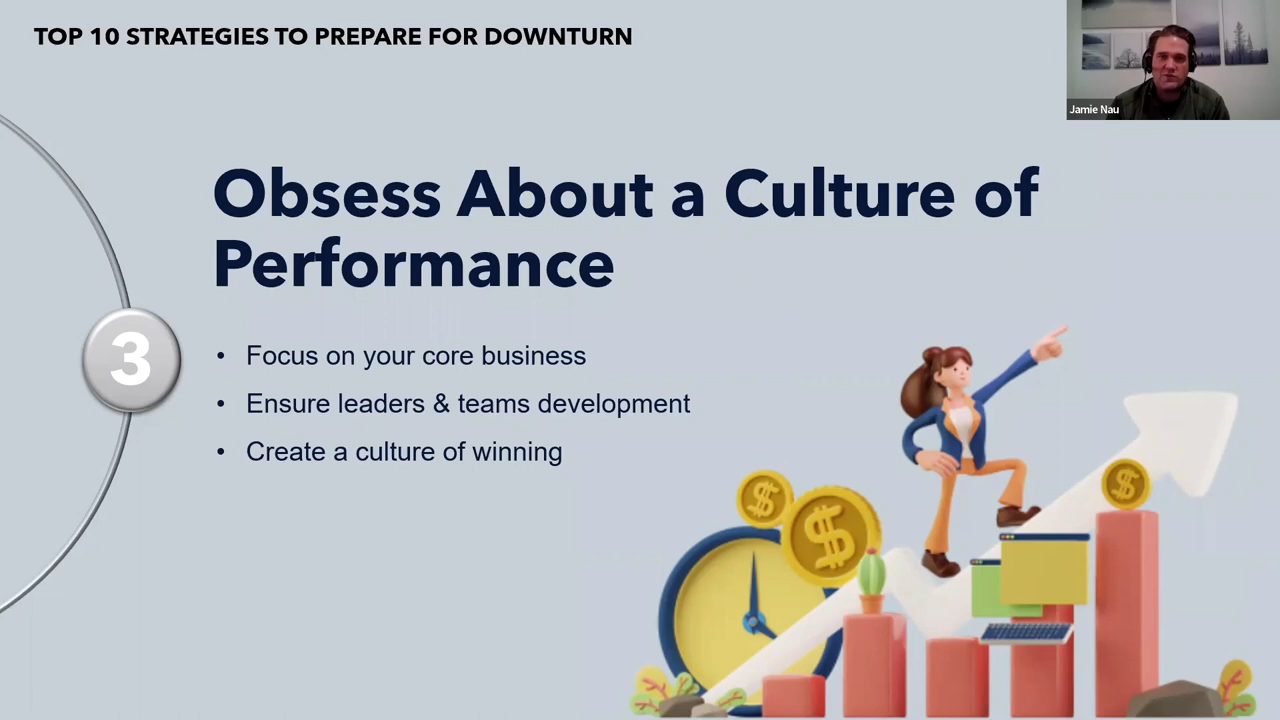 TOP 10 STRATEGIES TO PREPARE FOR DOWNTURN
Jamie Nau
Obsess About a Culture of
Performance
3
• Focus on your core business
• Ensure leaders & teams development
• Create a culture of winning
$
$
$